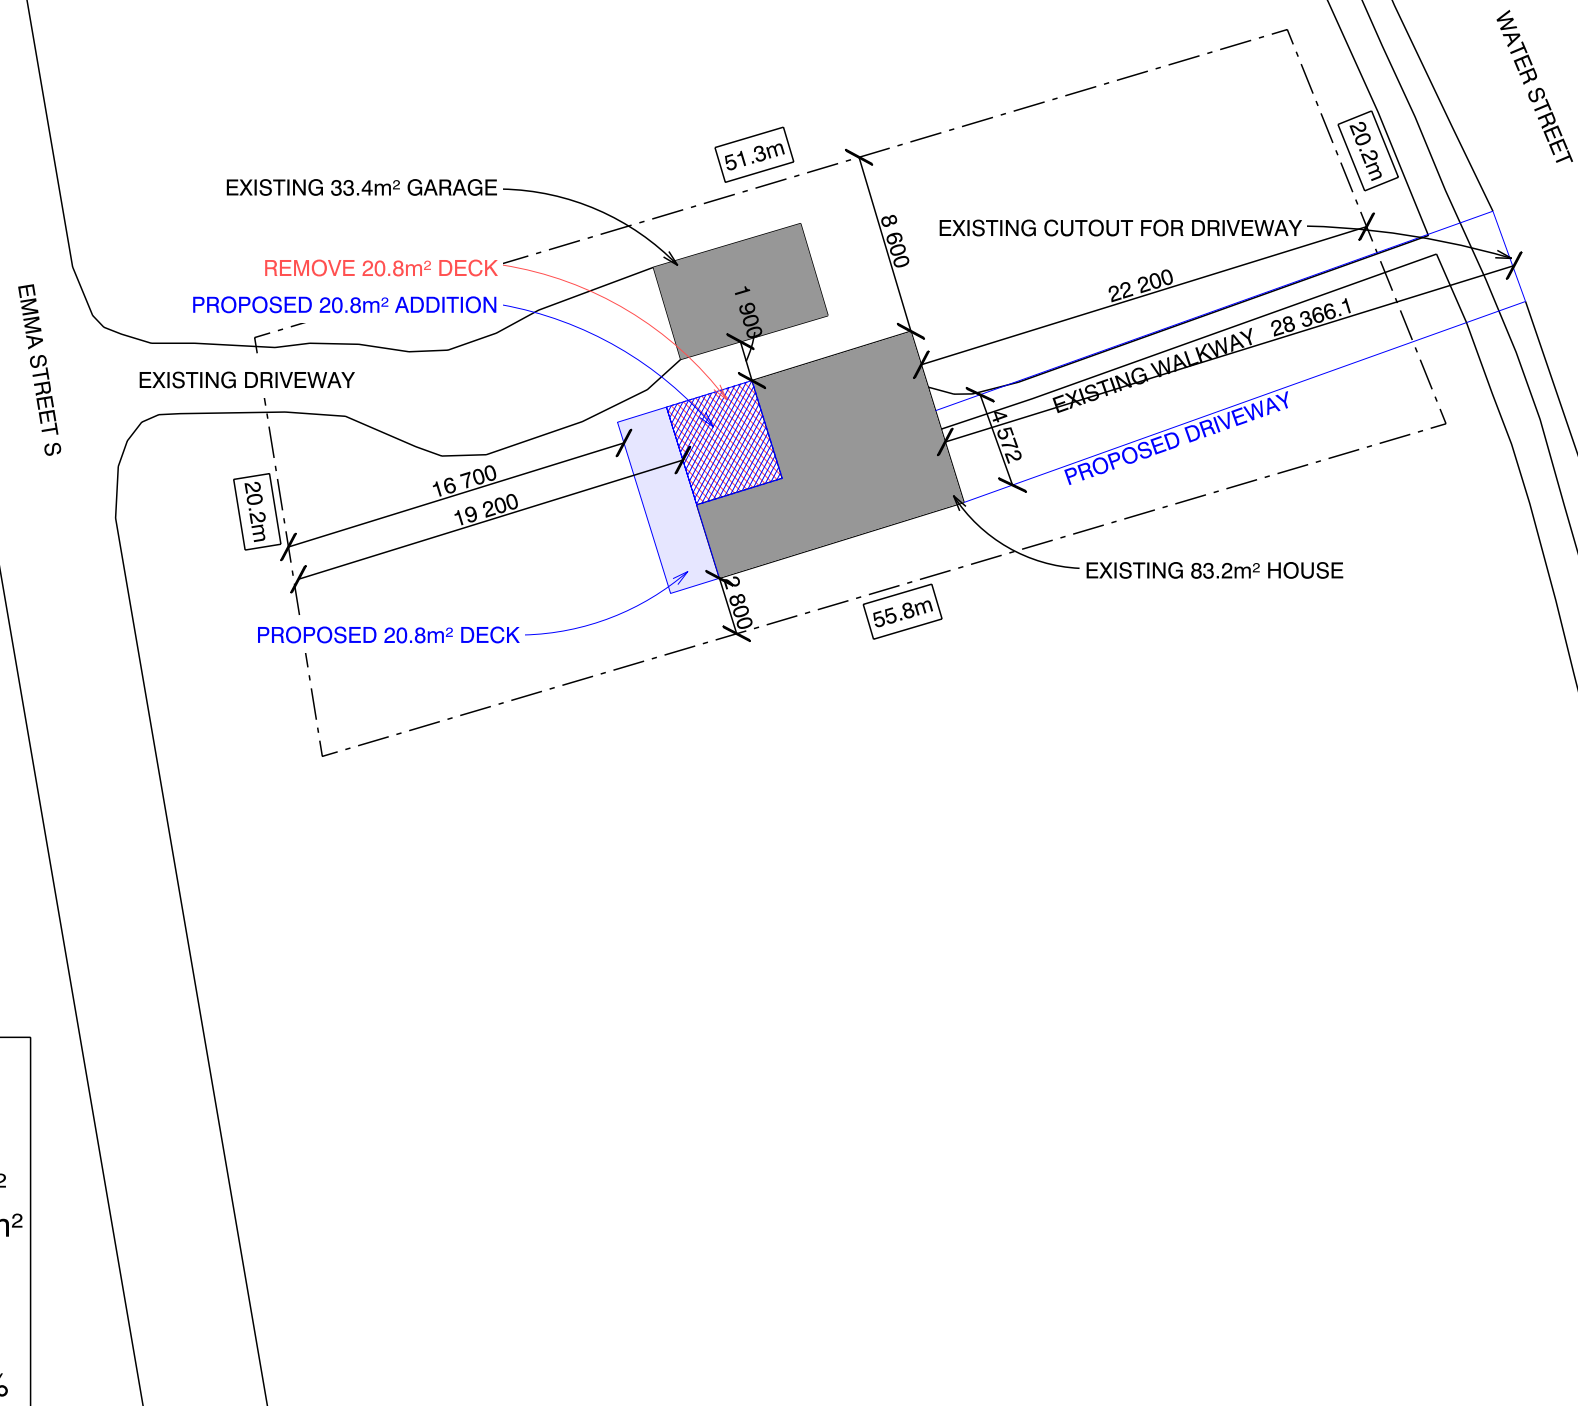 WATER STREET
51.3m
20.2m
EXISTING 33.4m² GARAGE
8 600
EXISTING CUTOUT FOR DRIVEWAY
REMOVE 20.8m² DECK
PROPOSED 20.8m² ADDITION
1 900
22 200
28 366.1
EXISTING WALKWAY
EMMA STREET S
EXISTING DRIVEWAY
4 572
PROPOSED DRIVEWAY
16 700
19 200
20.2m
EXISTING 83.2m² HOUSE
2 800
55.8m
PROPOSED 20.8m² DECK
m²
%